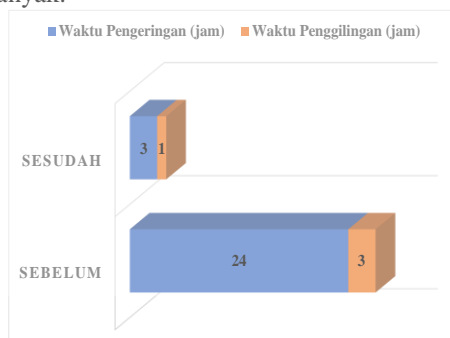 Waktu Pengeringan (jam) Waktu Penggilingan (jam)
SESUDAH 3 1
SEBELUM 24 3